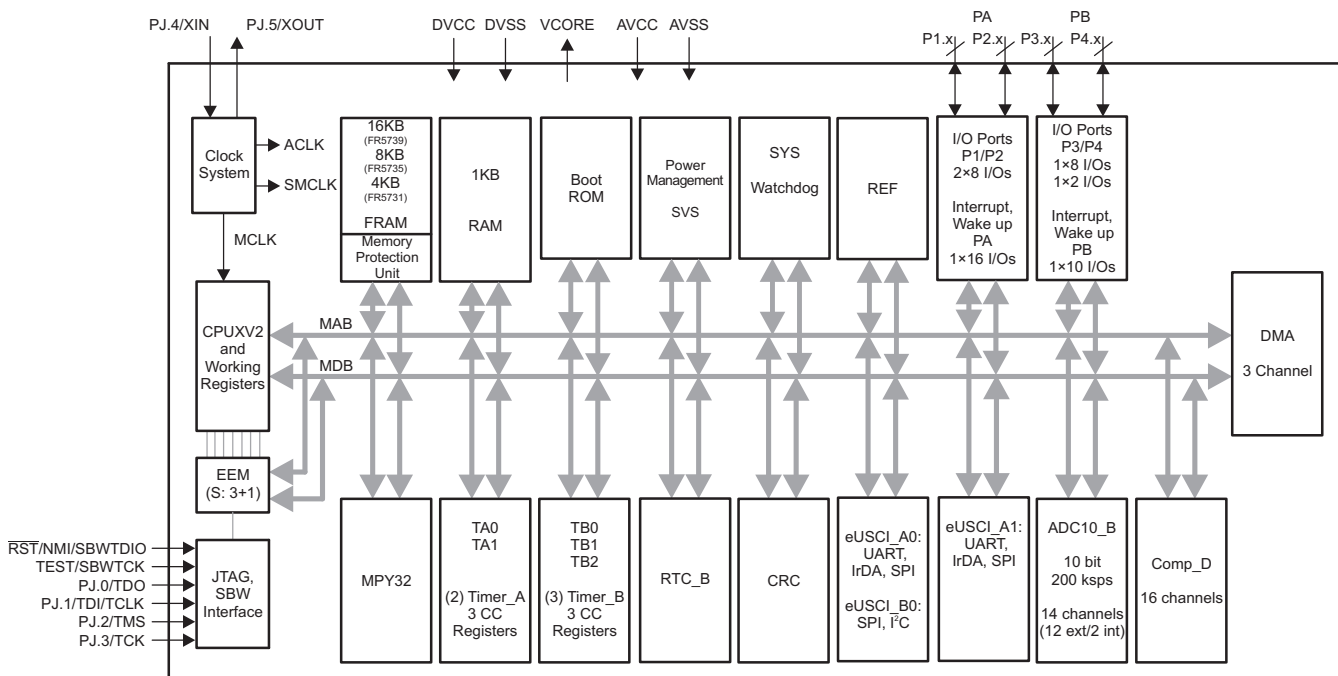 PJ.4/XIN
PJ.5/XOUT
DVCC
DVSS
VCORE
AVCC
AVSS
PA
P1.x
P2.x
PB
P3.x
P4.x
Clock
System
ACLK
SMCLK
MCLK
16KB
(FR5739)
8KB
(FR5735)
4KB
(FR5731)
FRAM
Memory
Protection
Unit
1KB
RAM
Boot
ROM
Power
Management
SVS
SYS
Watchdog
REF
I/O Ports
P1/P2
2×8 I/Os
Interrupt,
Wake up
PA
1×16 I/Os
I/O Ports
P3/P4
1×8 I/Os
1×2 I/Os
Interrupt,
Wake up
PB
1×10 I/Os
CPUXV2
and
Working
Registers
MAB
MDB
DMA
3 Channel
EEM
(S: 3+1)
RST/NMI/SBWTDIO
TEST/SBWTCK
PJ.0/TDO
PJ.1/TDI/TCLK
PJ.2/TMS
PJ.3/TCK
JTAG,
SBW
Interface
MPY32
TA0
TA1
(2) Timer_A
3 CC
Registers
TB0
TB1
TB2
(3) Timer_B
3 CC
Registers
RTC_B
CRC
eUSCI_A0:
UART,
IrDA, SPI
eUSCI_B0:
SPI, I²C
eUSCI_A1:
UART,
IrDA, SPI
ADC10_B
10 bit
200 ksps
14 channels
(12 ext/2 int)
Comp_D
16 channels